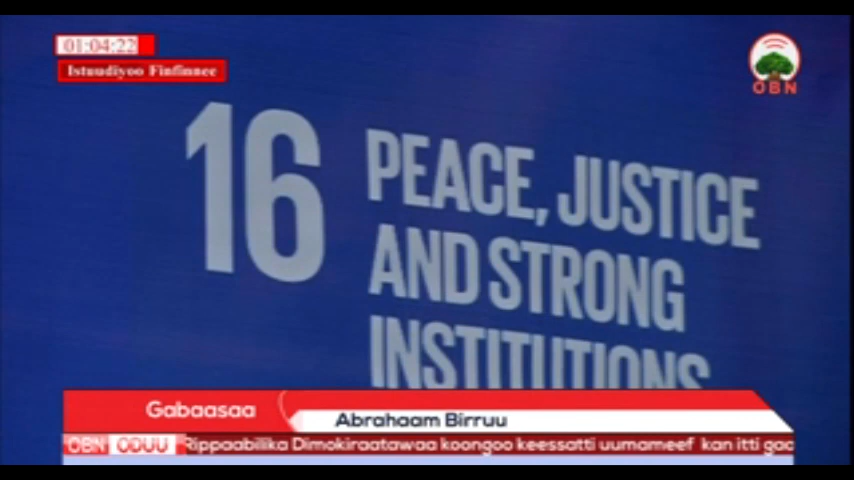 01:04:22
Istuudiyoo Finfinnee
OBN
16 PEACE, JUSTICE
AND STRONG
INSTITUTIONS
Gabaasaa
Abrahaam Birruu
OBN ODUU Rippaabilika Dimokiraatawaa koongoo keessatti uumameef kan itti